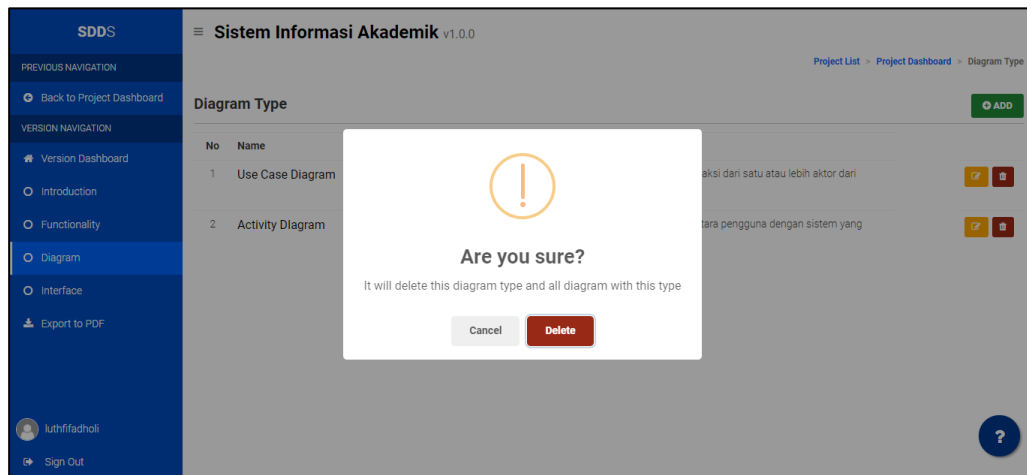 SDDS
≡ Sistem Informasi Akademik v1.0.0
PREVIOUS NAVIGATION
Project List > Project Dashboard > Diagram Type
Back to Project Dashboard
Diagram Type
ADD
VERSION NAVIGATION
No Name
Version Dashboard
1 Use Case Diagram
aksi dari satu atau lebih aktor dari
Introduction
Functionality
2 Activity DIagram
tara pengguna dengan sistem yang
Diagram
Interface
Export to PDF
Are you sure?
It will delete this diagram type and all diagram with this type
Cancel Delete
luthfifadholi
Sign Out
?